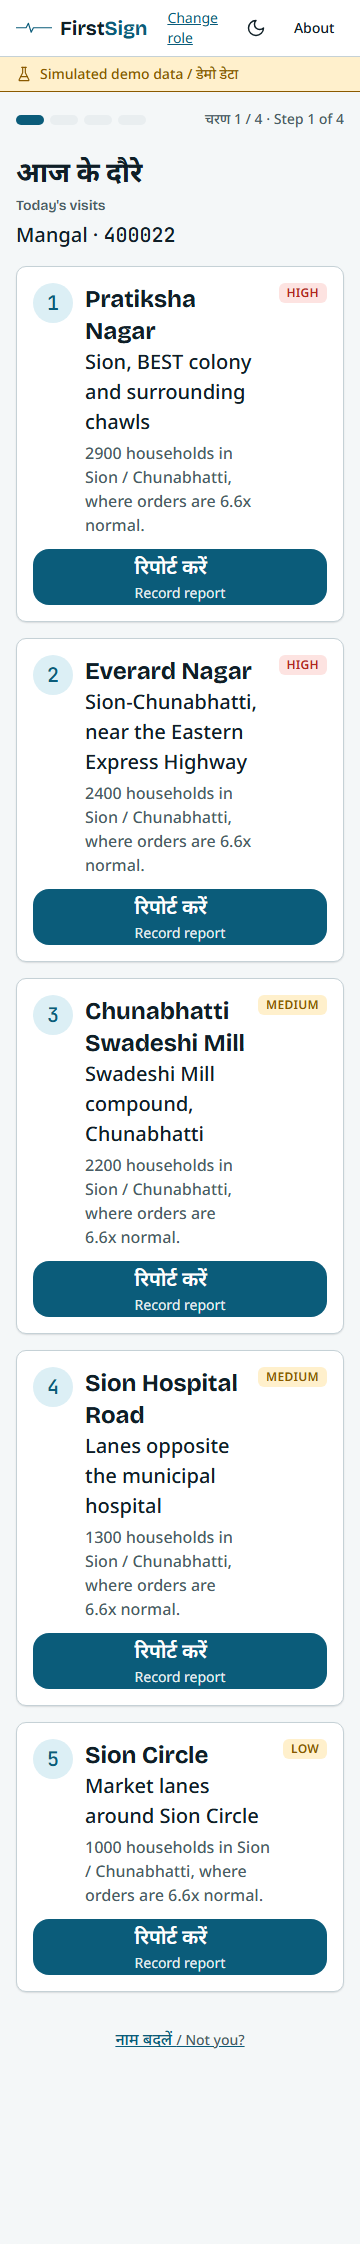 FirstSign
Change
role
About
Simulated demo data / डेमो डेटा
चरण 1 / 4 · Step 1 of 4
आज के दौरे
Today's visits
Mangal · 400022
1
Pratiksha
Nagar
HIGH
Sion, BEST colony
and surrounding
chawls
2900 households in
Sion / Chunabhatti,
where orders are 6.6x
normal.
रिपोर्ट करें
Record report
2
Everard Nagar
HIGH
Sion-Chunabhatti,
near the Eastern
Express Highway
2400 households in
Sion / Chunabhatti,
where orders are 6.6x
normal.
रिपोर्ट करें
Record report
3
Chunabhatti
Swadeshi Mill
MEDIUM
Swadeshi Mill
compound,
Chunabhatti
2200 households in
Sion / Chunabhatti,
where orders are
6.6x normal.
रिपोर्ट करें
Record report
4
Sion Hospital
Road
MEDIUM
Lanes opposite
the municipal
hospital
1300 households in
Sion / Chunabhatti,
where orders are
6.6x normal.
रिपोर्ट करें
Record report
5
Sion Circle
LOW
Market lanes
around Sion Circle
1000 households in Sion
/ Chunabhatti, where
orders are 6.6x normal.
रिपोर्ट करें
Record report
नाम बदलें / Not you?